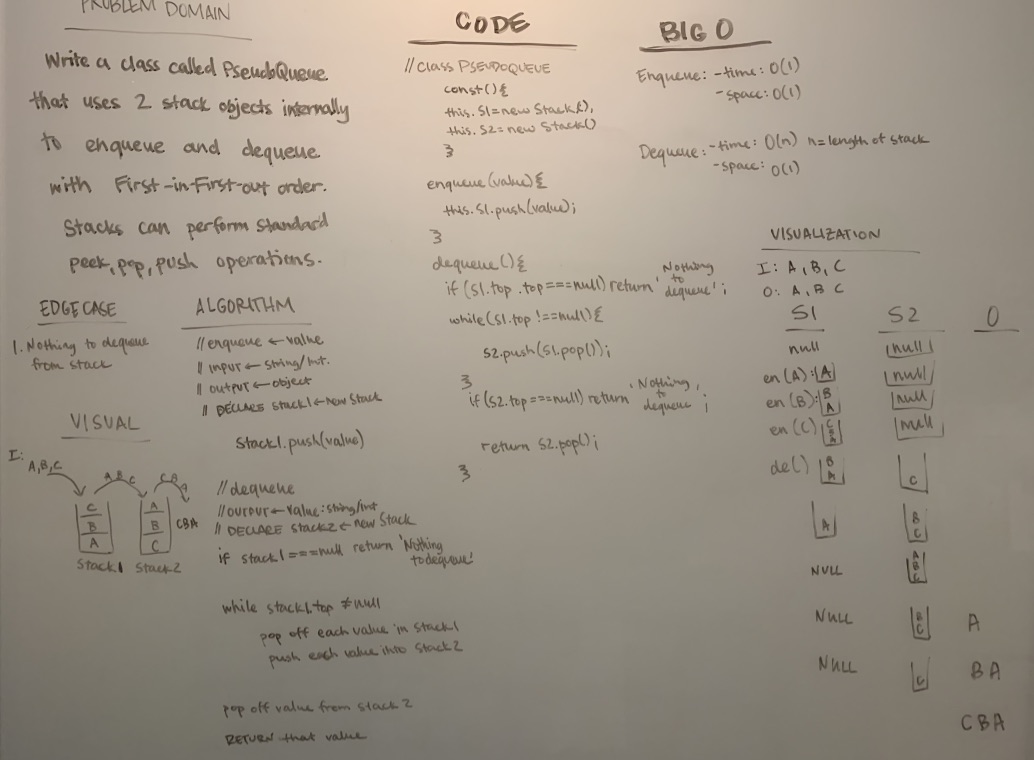 PROBLEM DOMAIN
Write a class called PseudoQueue
that uses 2 stack objects internally
to enqueue and dequeue
with First-in-First-out order.
Stacks can perform standard
peek, pop, push operations.
EDGE CASE
1. Nothing to dequeue
from stack
VISUAL
I:
A,B,C
A B C
C B A
C
B
A
A
B
C
CBA
Stack1 Stack2
ALGORITHM
// enqueue ← value
// input ← string/int.
// output ← object
// DECLARE stack1 ← new Stack
Stack1.push(value)
// dequeue
// output ← value: string/int
// DECLARE stack2 ← new Stack
if stack1 === null return 'Nothing
to dequeue'
while stack1.top ≠ null
pop off each value in stack1
push each value into stack2
pop off value from stack 2
RETURN that value
CODE
// Class PSEUDOQUEUE
const(){
this.S1 = new Stack(),
this.S2 = new Stack()
}
enqueue(value){
this.S1.push(value);
}
dequeue(){
if (S1.top.top === null) return 'Nothing to dequeue';
while(S1.top !== null){
S2.push(S1.pop());
}
if (S2.top === null) return 'Nothing to dequeue';
return S2.pop();
}
BIG O
Enqueue: - time: O(1)
- space: O(1)
Dequeue: - time: O(n) n = length of stack
- space: O(1)
VISUALIZATION
I: A, B, C
O: A, B C
S1 S2 O
null null
en(A): A null
en(B): B A null
en(C) C B A null
de() B A C
A B C
NULL A B C
NULL B C A
NULL C B A
C B A